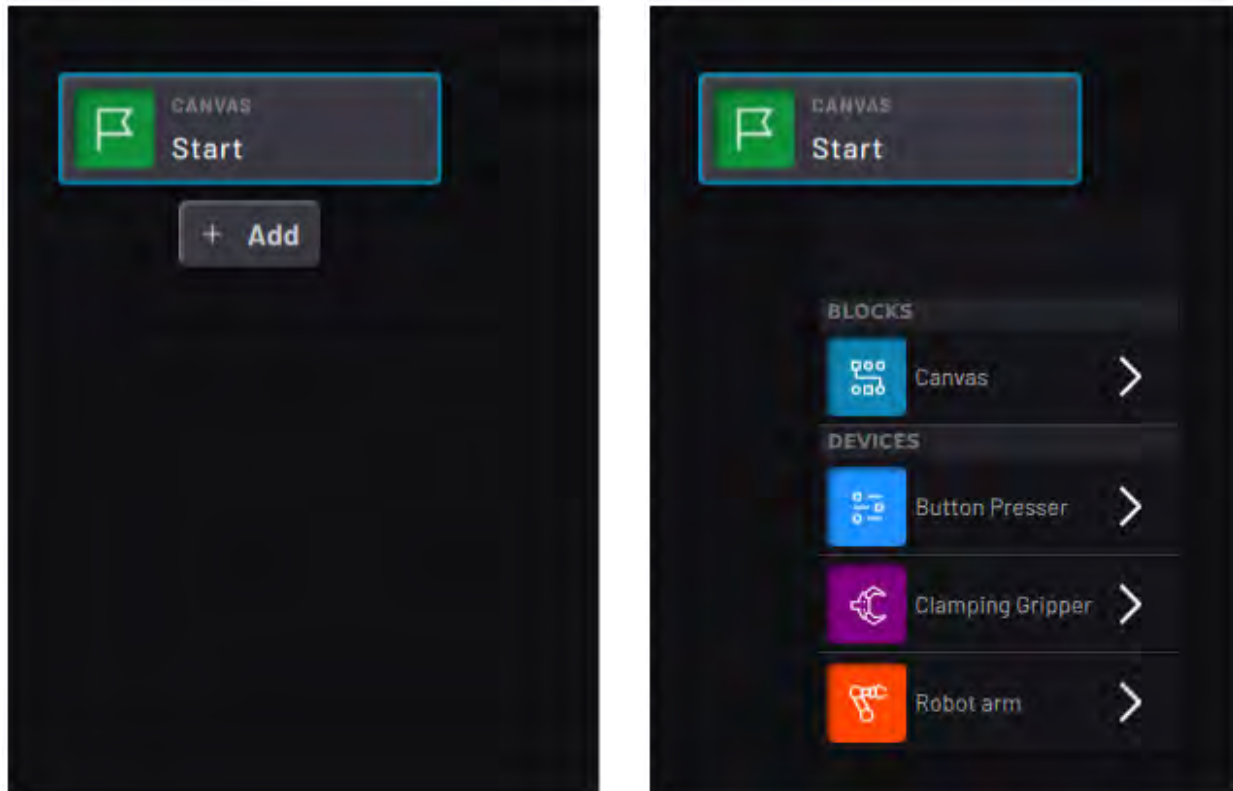 CANVAS
Start
+ Add
CANVAS
Start
BLOCKS
Canvas
DEVICES
Button Presser
Clamping Gripper
Robot arm